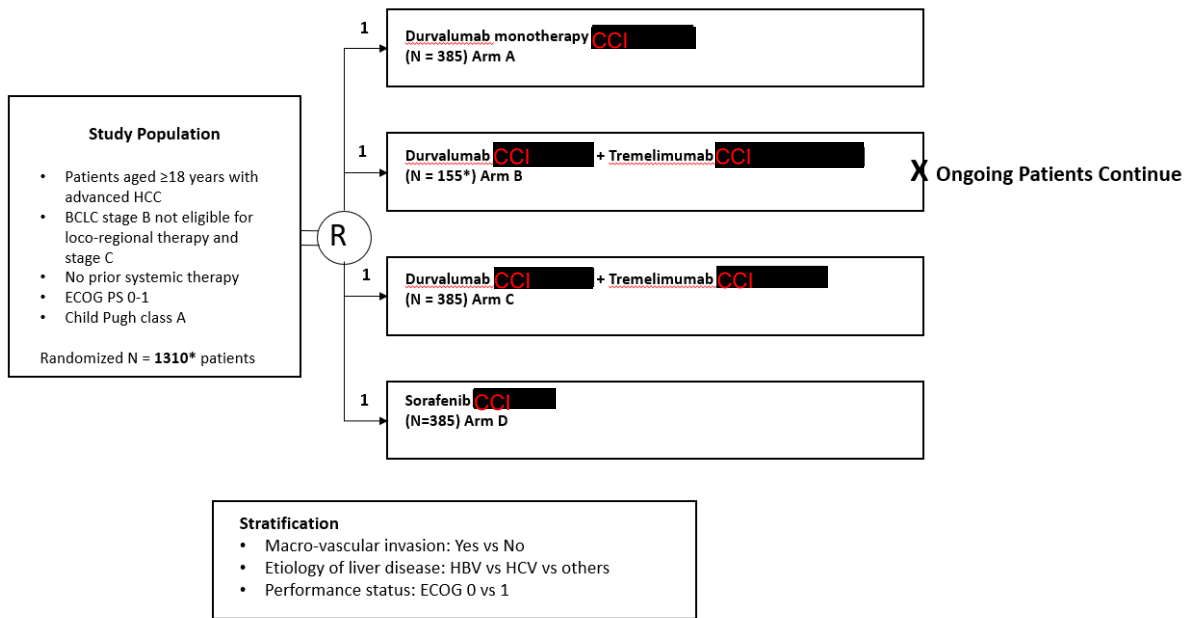 Study Population
• Patients aged ≥18 years with
advanced HCC
• BCLC stage B not eligible for
loco-regional therapy and
stage C
• No prior systemic therapy
• ECOG PS 0-1
• Child Pugh class A
Randomized N = 1310* patients
R
1
Durvalumab monotherapy CCI
(N = 385) Arm A
1
Durvalumab CCI + Tremelimumab CCI
(N = 155*) Arm B
X Ongoing Patients Continue
1
Durvalumab CCI + Tremelimumab CCI
(N = 385) Arm C
1
Sorafenib CCI
(N=385) Arm D
Stratification
• Macro-vascular invasion: Yes vs No
• Etiology of liver disease: HBV vs HCV vs others
• Performance status: ECOG 0 vs 1